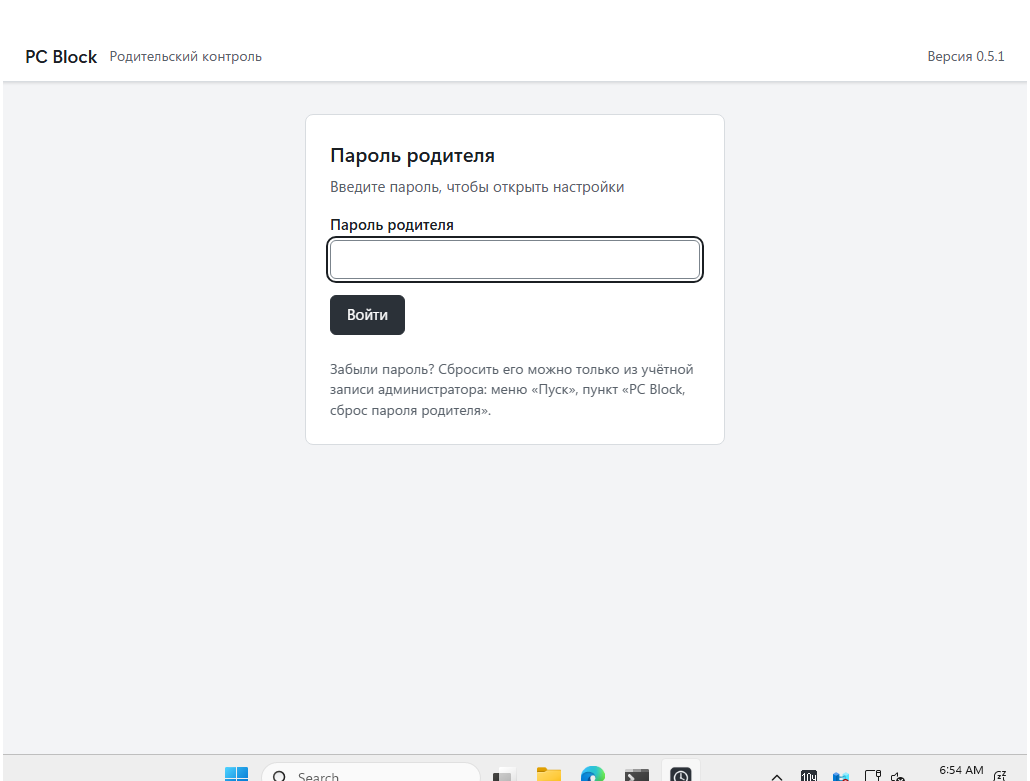 PC Block Родительский контроль Версия 0.5.1
Пароль родителя
Введите пароль, чтобы открыть настройки
Пароль родителя
Войти
Забыли пароль? Сбросить его можно только из учётной
записи администратора: меню «Пуск», пункт «PC Block,
сброс пароля родителя».
Search
6:54 AM